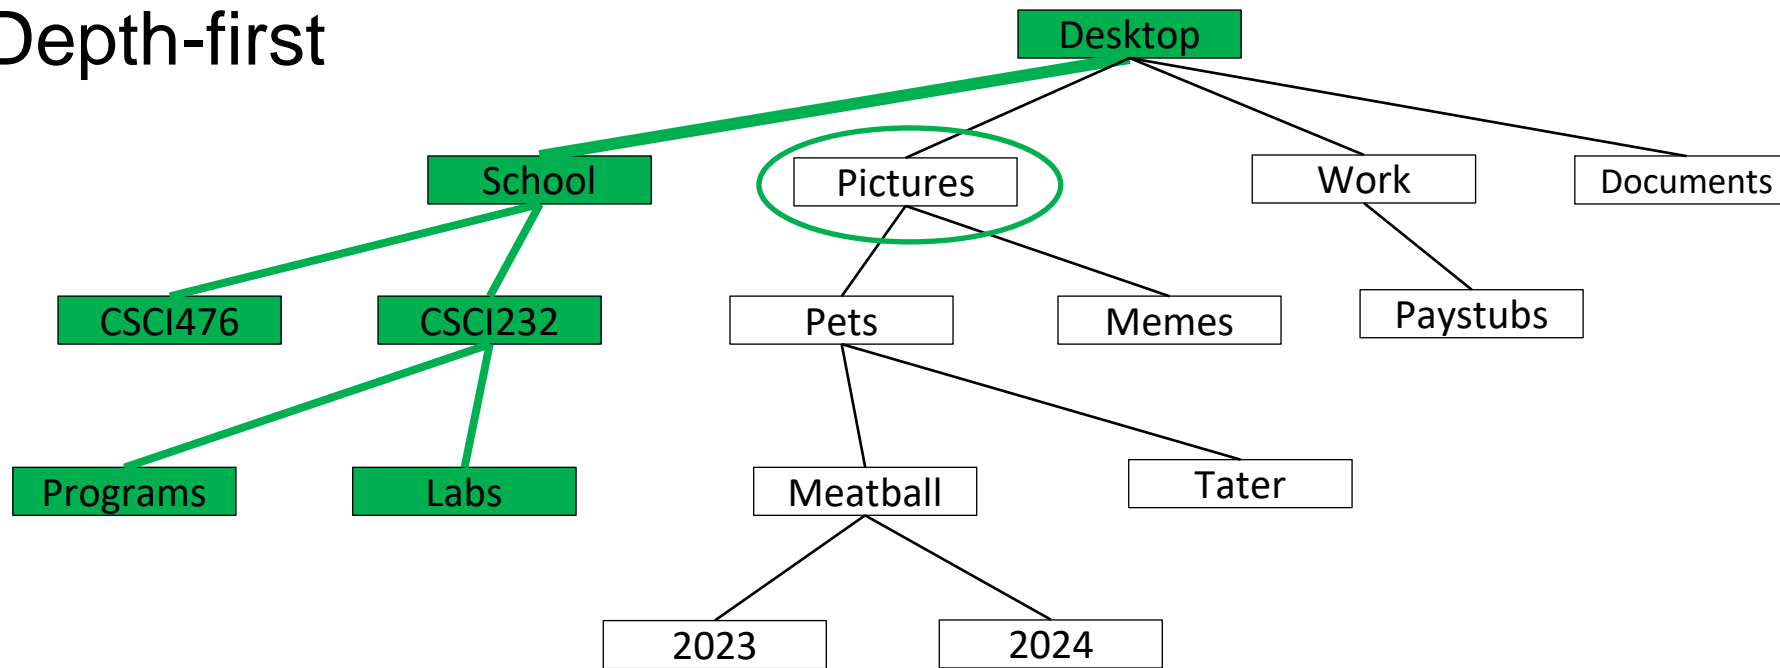 Depth-first
Desktop
School
Pictures
Work
Documents
CSCI476
CSCI232
Pets
Memes
Paystubs
Programs
Labs
Meatball
Tater
2023
2024